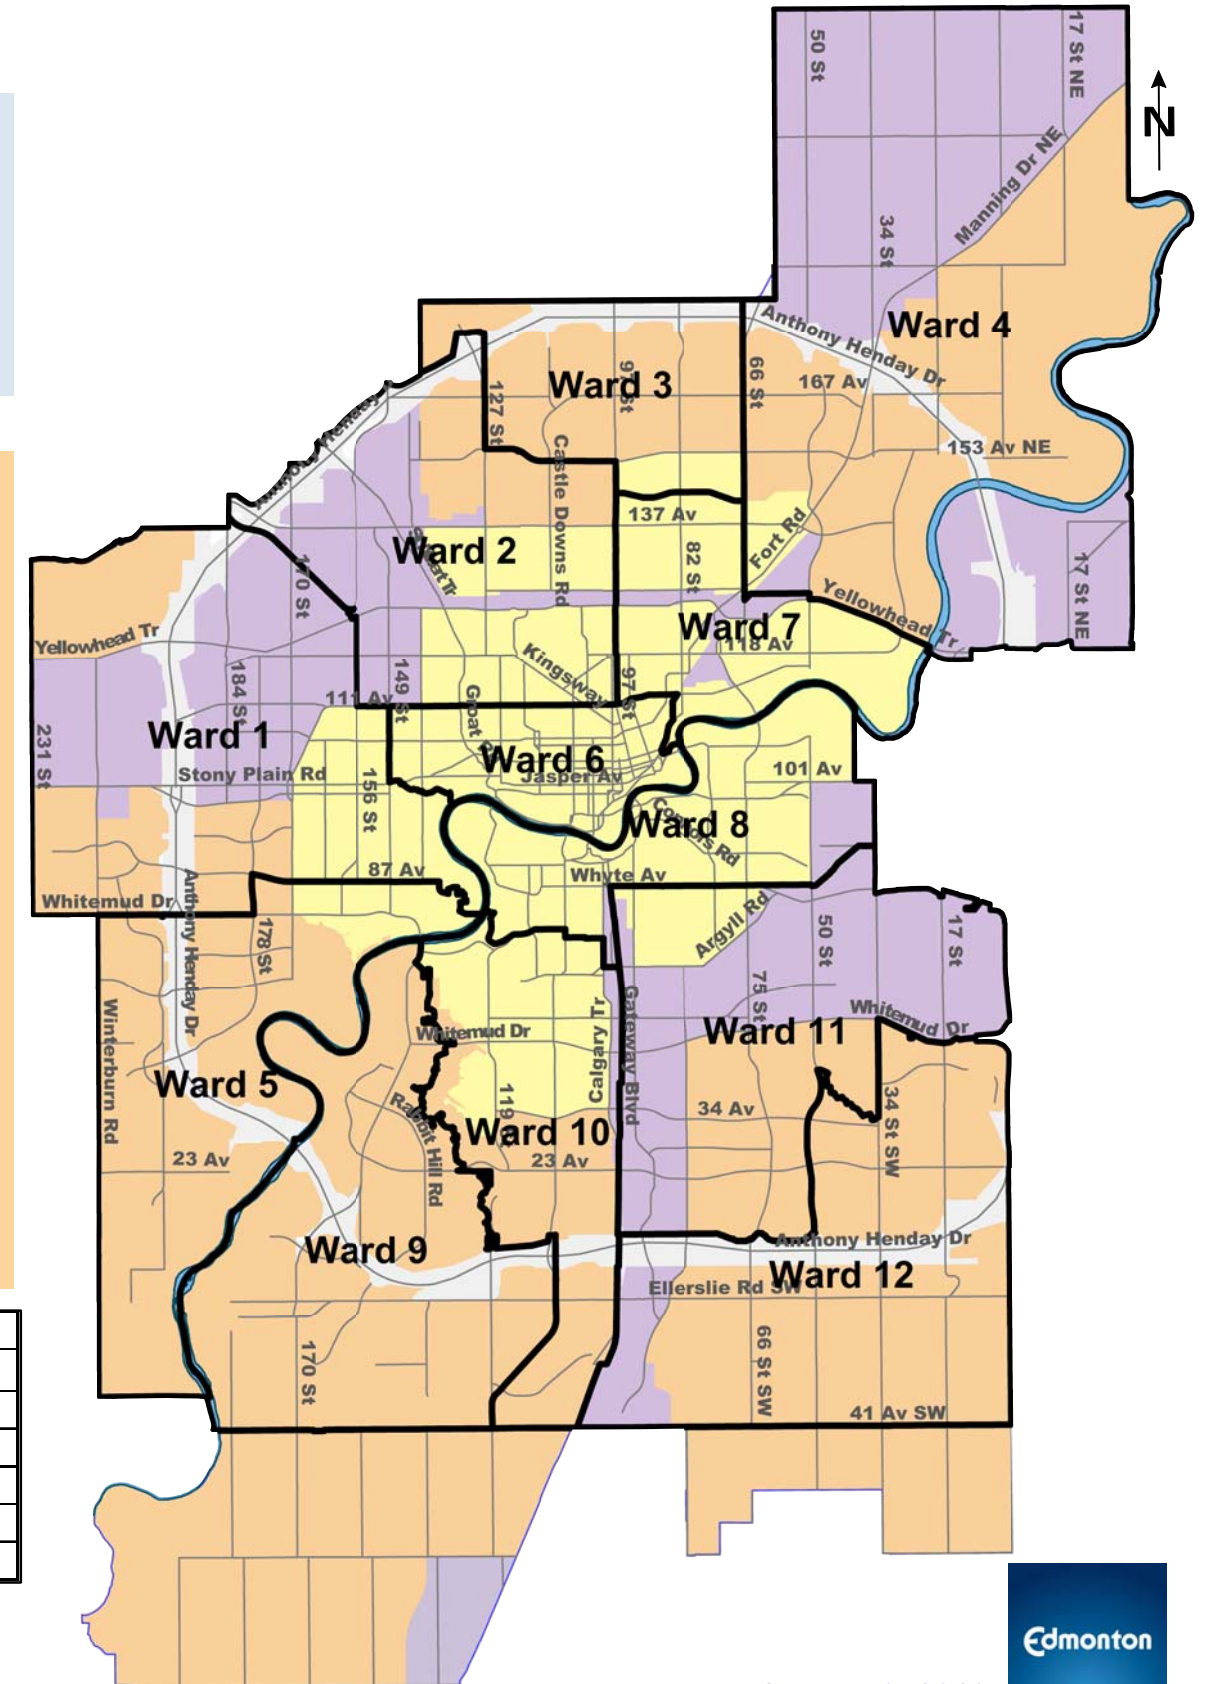 50 St
17 St NE
N
Manning Dr NE
34 St
Ward 4
Anthony Henday Dr
66 St
167 Av
97 St
Ward 3
127 St
Castle Downs Rd
153 Av NE
137 Av
Fort Rd
82 St
Ward 2
170 St
17 St NE
Yellowhead Tr
Yellowhead Tr
Ward 7
118 Av
Kingsway
97 St
184 St
149 St
111 Av
Groat
Ward 1
231 St
Ward 6
Jasper Av
Stony Plain Rd
156 St
101 Av
Connors Rd
Ward 8
87 Av
Whyte Av
Whitemud Dr
Anthony Henday Dr
178 St
Argyll Rd
50 St
17 St
75 St
Calgary Tr
Gateway Blvd
Winterburn Rd
Whitemud Dr
Whitemud Dr
Ward 11
Ward 5
Rabbit Hill Rd
34 Av
34 St SW
Ward 10
23 Av
23 Av
Ward 9
Anthony Henday Dr
Ward 12
Ellerslie Rd SW
170 St
66 St SW
41 Av SW
Edmonton